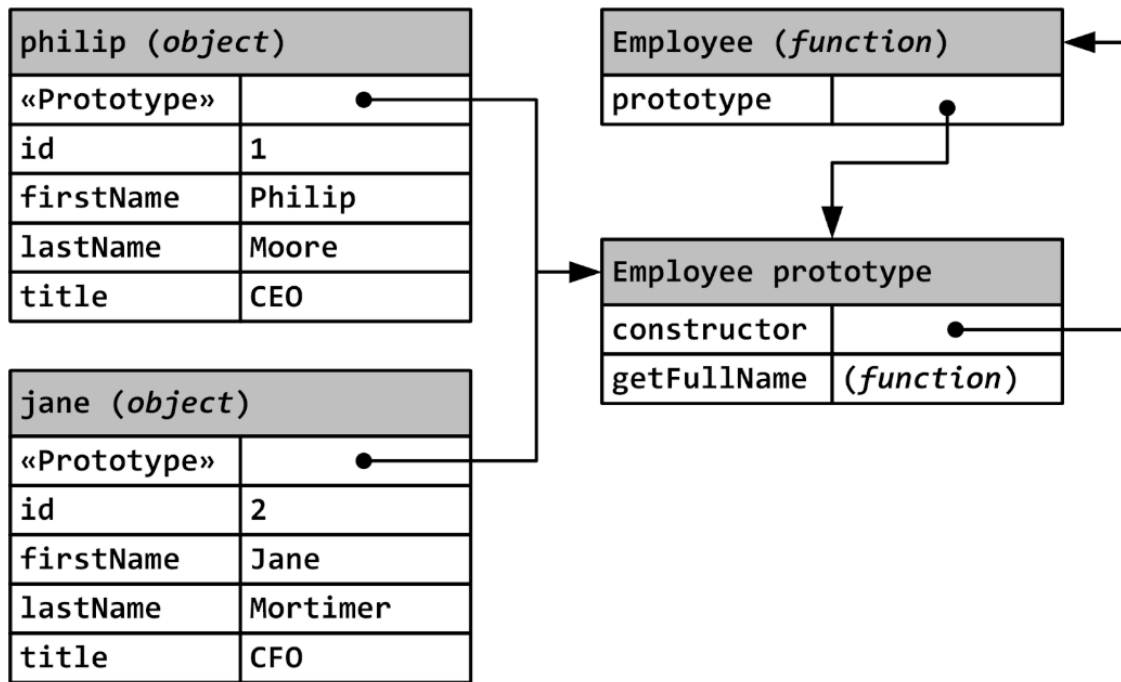 philip (object)
«Prototype»
id 1
firstName Philip
lastName Moore
title CEO
jane (object)
«Prototype»
id 2
firstName Jane
lastName Mortimer
title CFO
Employee (function)
prototype
Employee prototype
constructor
getFullName (function)